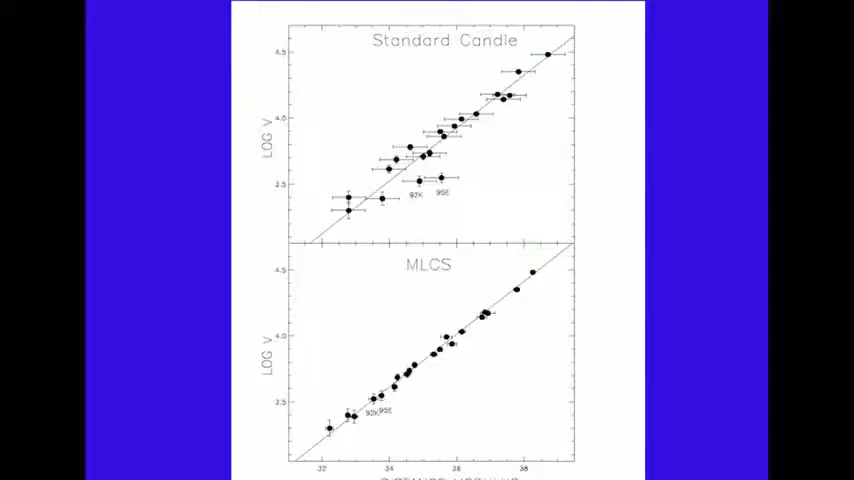 Standard Candle
4.5
4.0
3.5
LOG V
92K
95E
MLCS
4.5
4.0
3.5
LOG V
92K
95E
32
34
36
38